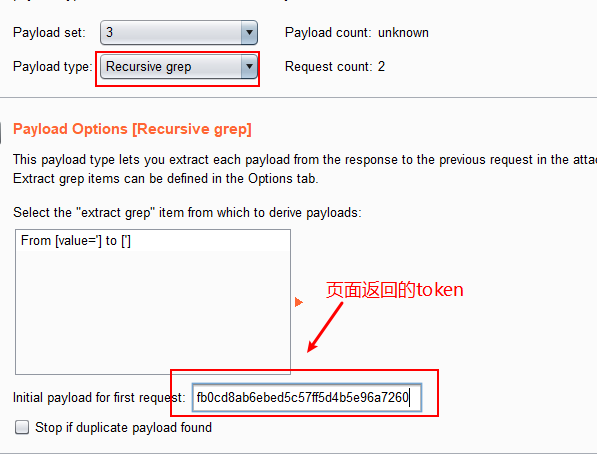 Payload set: 3 Payload count: unknown
Payload type: Recursive grep Request count: 2
Payload Options [Recursive grep]
This payload type lets you extract each payload from the response to the previous request in the
Extract grep items can be defined in the Options tab.
Select the "extract grep" item from which to derive payloads:
From [value='] to [']
页面返回的token
Initial payload for first request: fb0cd8ab6ebed5c57ff5d4b5e96a7260
Stop if duplicate payload found